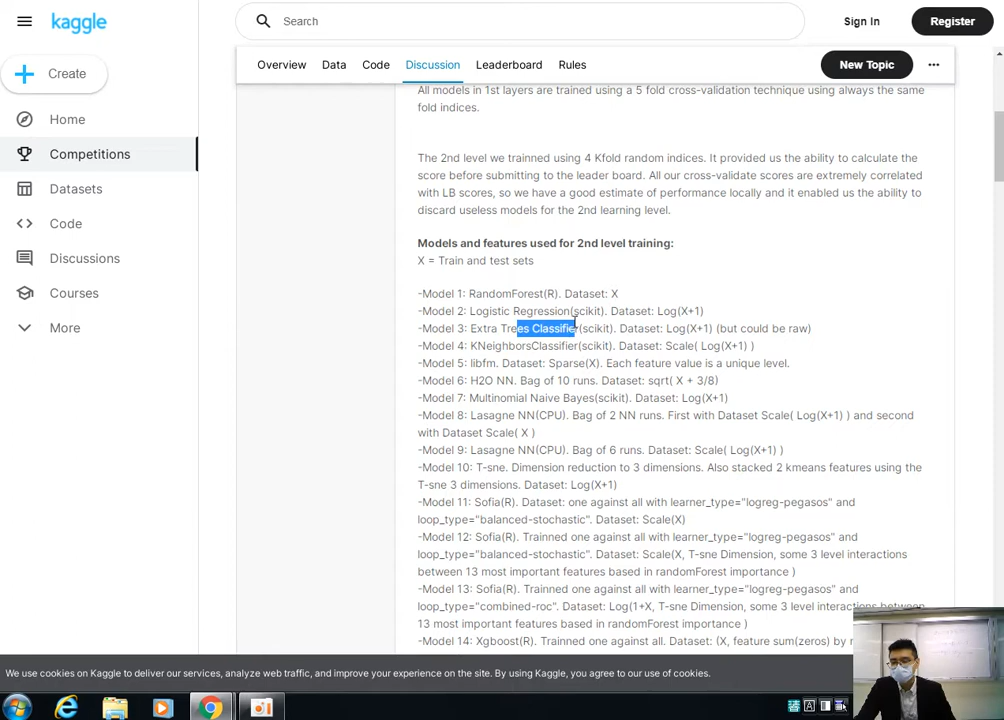 kaggle
Search
Sign In
Register
Create
Home
Competitions
Datasets
Code
Discussions
Courses
More
Overview
Data
Code
Discussion
Leaderboard
Rules
New Topic
All models in 1st layers are trained using a 5 fold cross-validation technique using always the same
fold indices.
The 2nd level we trainned using 4 Kfold random indices. It provided us the ability to calculate the
score before submitting to the leader board. All our cross-validate scores are extremely correlated
with LB scores, so we have a good estimate of performance locally and it enabled us the ability to
discard useless models for the 2nd learning level.
Models and features used for 2nd level training:
X = Train and test sets
-Model 1: RandomForest(R). Dataset: X
-Model 2: Logistic Regression(scikit). Dataset: Log(X+1)
-Model 3: Extra Trees Classifier(scikit). Dataset: Log(X+1) (but could be raw)
-Model 4: KNeighborsClassifier(scikit). Dataset: Scale( Log(X+1) )
-Model 5: libfm. Dataset: Sparse(X). Each feature value is a unique level.
-Model 6: H2O NN. Bag of 10 runs. Dataset: sqrt( X + 3/8)
-Model 7: Multinomial Naive Bayes(scikit). Dataset: Log(X+1)
-Model 8: Lasagne NN(CPU). Bag of 2 NN runs. First with Dataset Scale( Log(X+1) ) and second
with Dataset Scale( X )
-Model 9: Lasagne NN(CPU). Bag of 6 runs. Dataset: Scale( Log(X+1) )
-Model 10: T-sne. Dimension reduction to 3 dimensions. Also stacked 2 kmeans features using the
T-sne 3 dimensions. Dataset: Log(X+1)
-Model 11: Sofia(R). Dataset: one against all with learner_type="logreg-pegasos" and
loop_type="balanced-stochastic". Dataset: Scale(X)
-Model 12: Sofia(R). Trainned one against all with learner_type="logreg-pegasos" and
loop_type="balanced-stochastic". Dataset: Scale(X, T-sne Dimension, some 3 level interactions
between 13 most important features based in randomForest importance )
-Model 13: Sofia(R). Trainned one against all with learner_type="logreg-pegasos" and
loop_type="combined-roc". Dataset: Log(1+X, T-sne Dimension, some 3 level interactions between
13 most important features based in randomForest importance )
-Model 14: Xgboost(R). Trainned one against all. Dataset: (X, feature sum(zeros) by
We use cookies on Kaggle to deliver our services, analyze web traffic, and improve your experience on the site. By using Kaggle, you agree to our use of cookies.